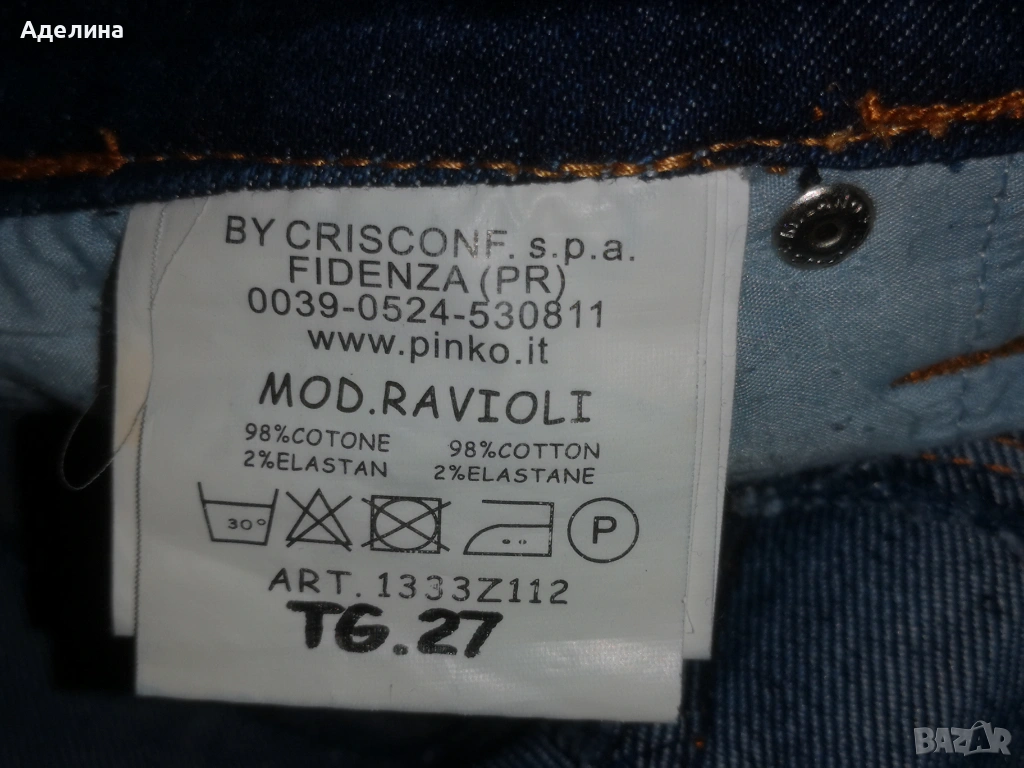 Аделина
BY CRISCONF. s.p.a.
FIDENZA (PR)
0039-0524-530811
www.pinko.it
MOD.RAVIOLI
98%COTONE 98%COTTON
2%ELASTAN 2%ELASTANE
30°
P
ART. 1333Z112
TG.27
BAZAR